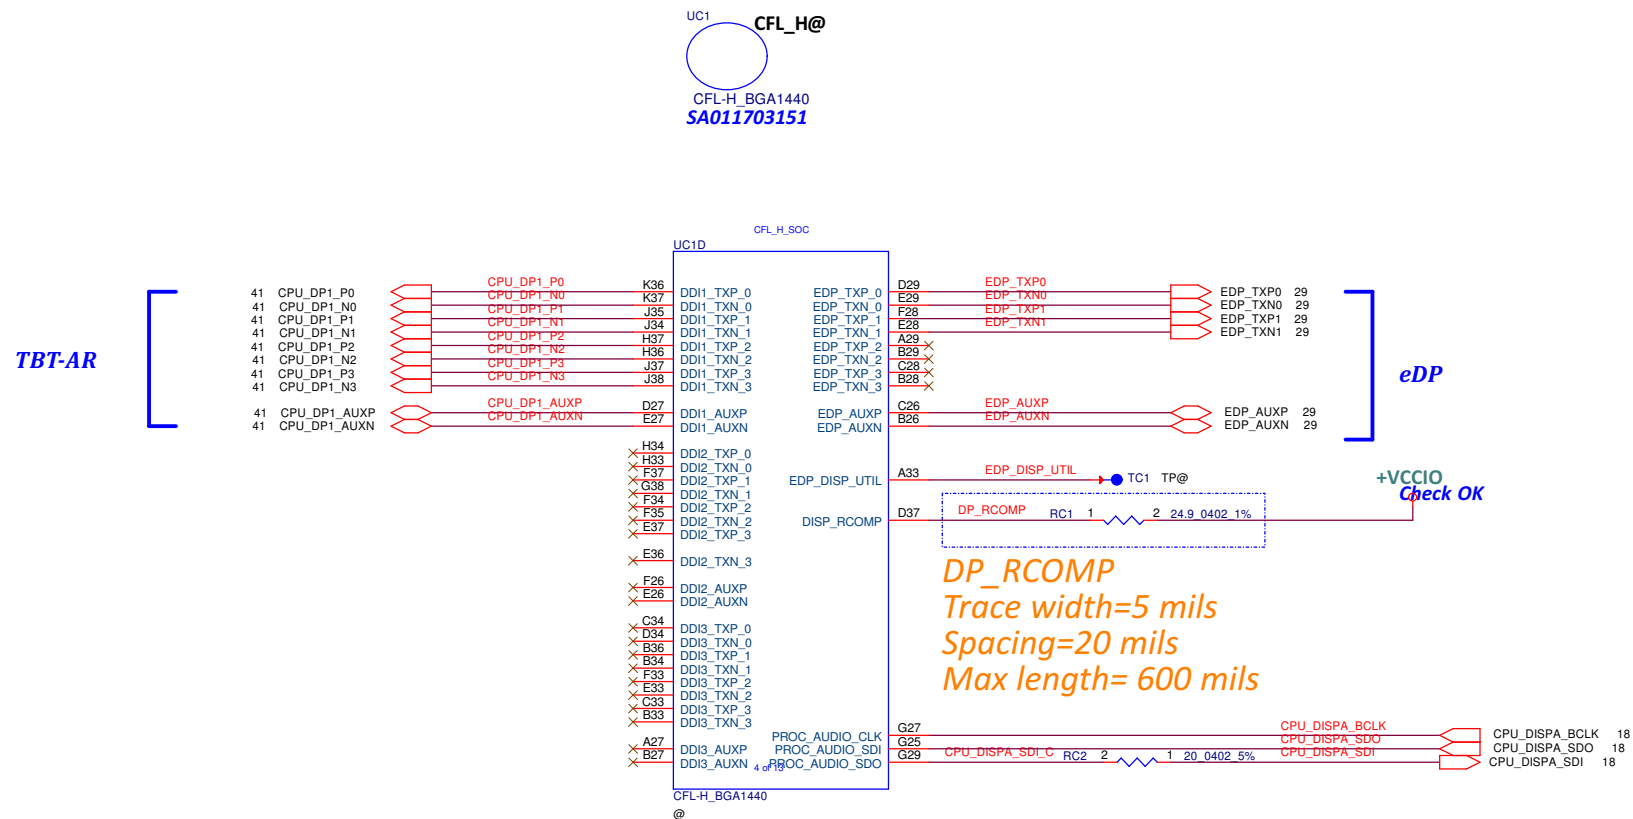 UC1
CFL_H@
CFL-H_BGA1440
SA011703151
CFL_H_SOC
UC1D
TBT-AR
41 CPU_DP1_P0 CPU_DP1_P0 K36 DDI1_TXP_0
41 CPU_DP1_N0 CPU_DP1_N0 K37 DDI1_TXN_0
41 CPU_DP1_P1 CPU_DP1_P1 J35 DDI1_TXP_1
41 CPU_DP1_N1 CPU_DP1_N1 J34 DDI1_TXN_1
41 CPU_DP1_P2 CPU_DP1_P2 H37 DDI1_TXP_2
41 CPU_DP1_N2 CPU_DP1_N2 H36 DDI1_TXN_2
41 CPU_DP1_P3 CPU_DP1_P3 J37 DDI1_TXP_3
41 CPU_DP1_N3 CPU_DP1_N3 J38 DDI1_TXN_3
41 CPU_DP1_AUXP CPU_DP1_AUXP D27 DDI1_AUXP
41 CPU_DP1_AUXN CPU_DP1_AUXN E27 DDI1_AUXN
H34 DDI2_TXP_0
H33 DDI2_TXN_0
F37 DDI2_TXP_1
G38 DDI2_TXN_1
F34 DDI2_TXP_2
F35 DDI2_TXN_2
E37 DDI2_TXP_3
E36 DDI2_TXN_3
F26 DDI2_AUXP
E26 DDI2_AUXN
C34 DDI3_TXP_0
D34 DDI3_TXN_0
B36 DDI3_TXP_1
B34 DDI3_TXN_1
F33 DDI3_TXP_2
E33 DDI3_TXN_2
C33 DDI3_TXP_3
B33 DDI3_TXN_3
A27 DDI3_AUXP
B27 DDI3_AUXN
EDP_TXP_0 D29 EDP_TXP0 EDP_TXP0 29
EDP_TXN_0 E29 EDP_TXN0 EDP_TXN0 29
EDP_TXP_1 F28 EDP_TXP1 EDP_TXP1 29
EDP_TXN_1 E28 EDP_TXN1 EDP_TXN1 29
EDP_TXP_2 A29
EDP_TXN_2 B29
EDP_TXP_3 C28
EDP_TXN_3 B28
eDP
EDP_AUXP C26 EDP_AUXP EDP_AUXP 29
EDP_AUXN B26 EDP_AUXN EDP_AUXN 29
EDP_DISP_UTIL A33 EDP_DISP_UTIL TC1 TP@
+VCCIO
Check OK
DISP_RCOMP D37 DP_RCOMP RC1 1 2 24.9_0402_1%
DP_RCOMP
Trace width=5 mils
Spacing=20 mils
Max length= 600 mils
PROC_AUDIO_CLK G27 CPU_DISPA_BCLK CPU_DISPA_BCLK 18
PROC_AUDIO_SDI G25 CPU_DISPA_SDO CPU_DISPA_SDO 18
PROC_AUDIO_SDO G29 CPU_DISPA_SDI_C RC2 2 1 20_0402_5% CPU_DISPA_SDI CPU_DISPA_SDI 18
4 of 13
CFL-H_BGA1440
@